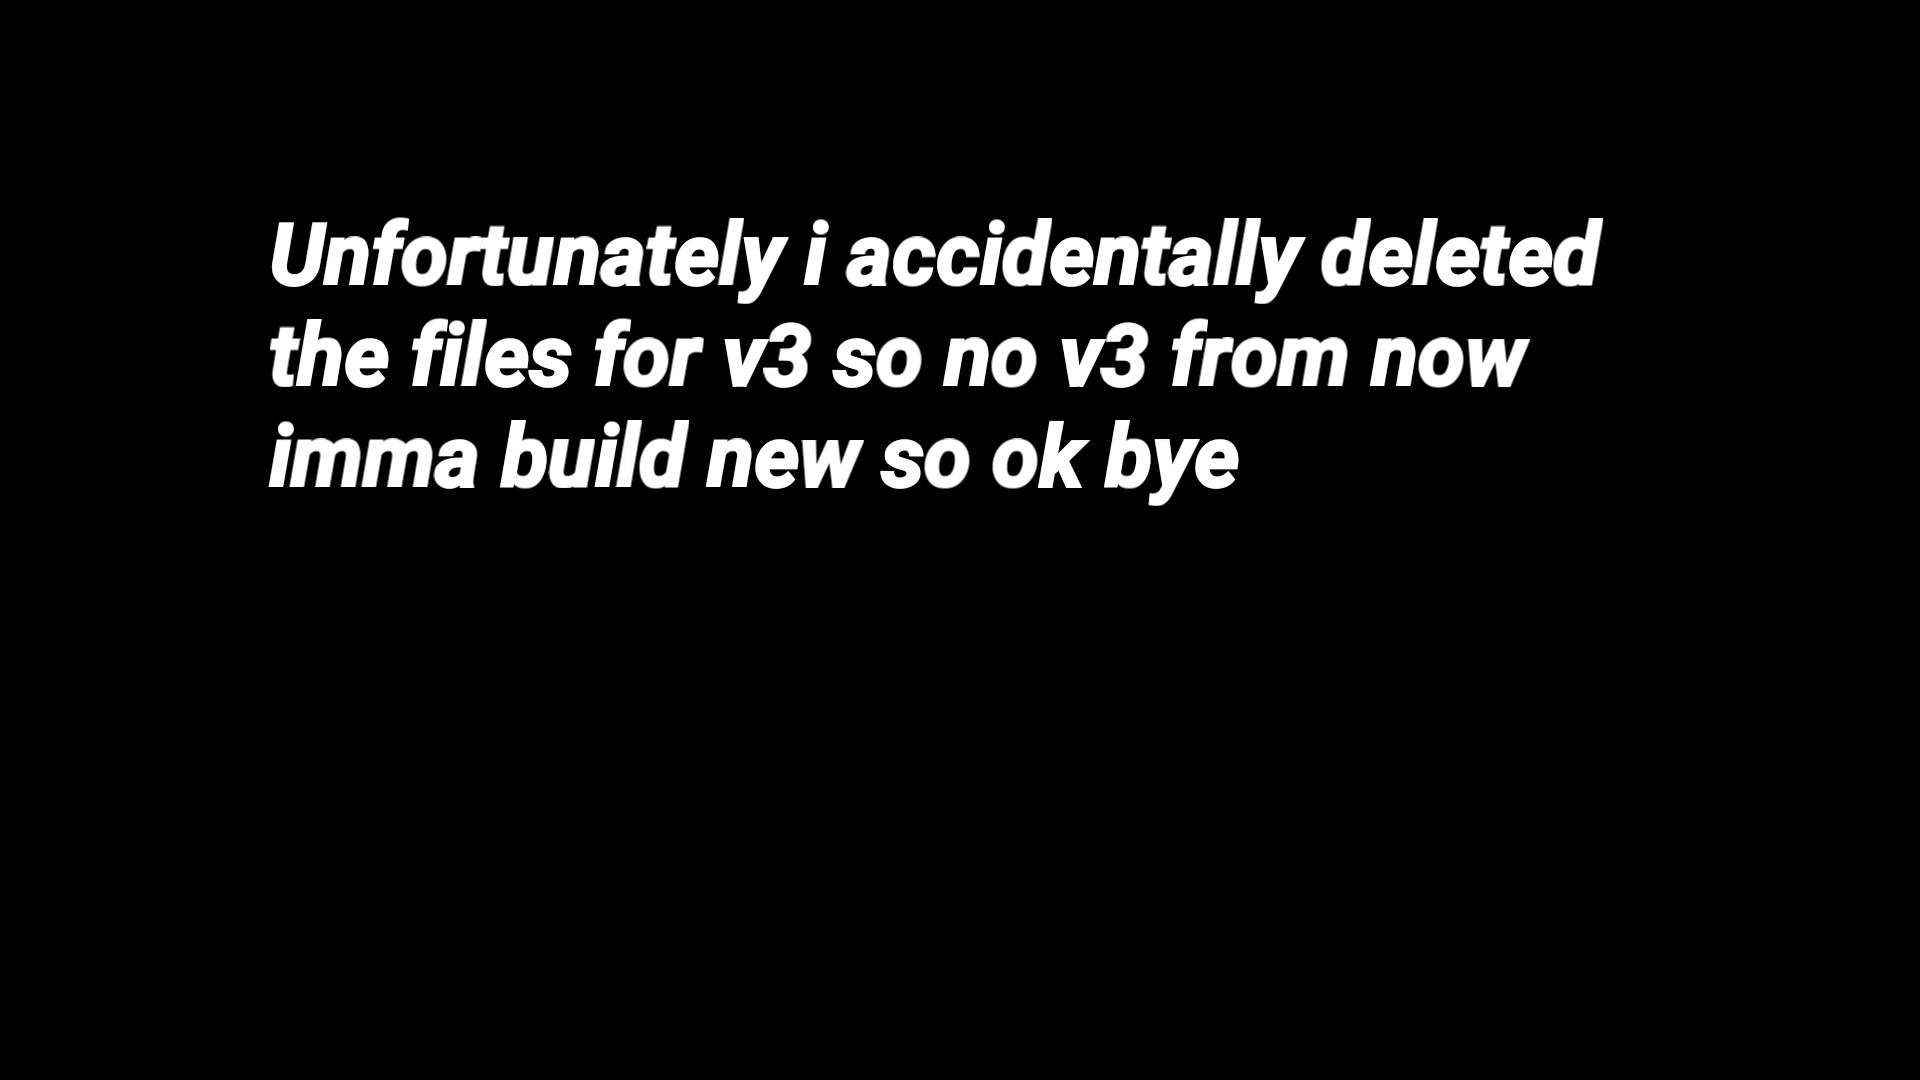 Unfortunately i accidentally deleted
the files for v3 so no v3 from now
imma build new so ok bye